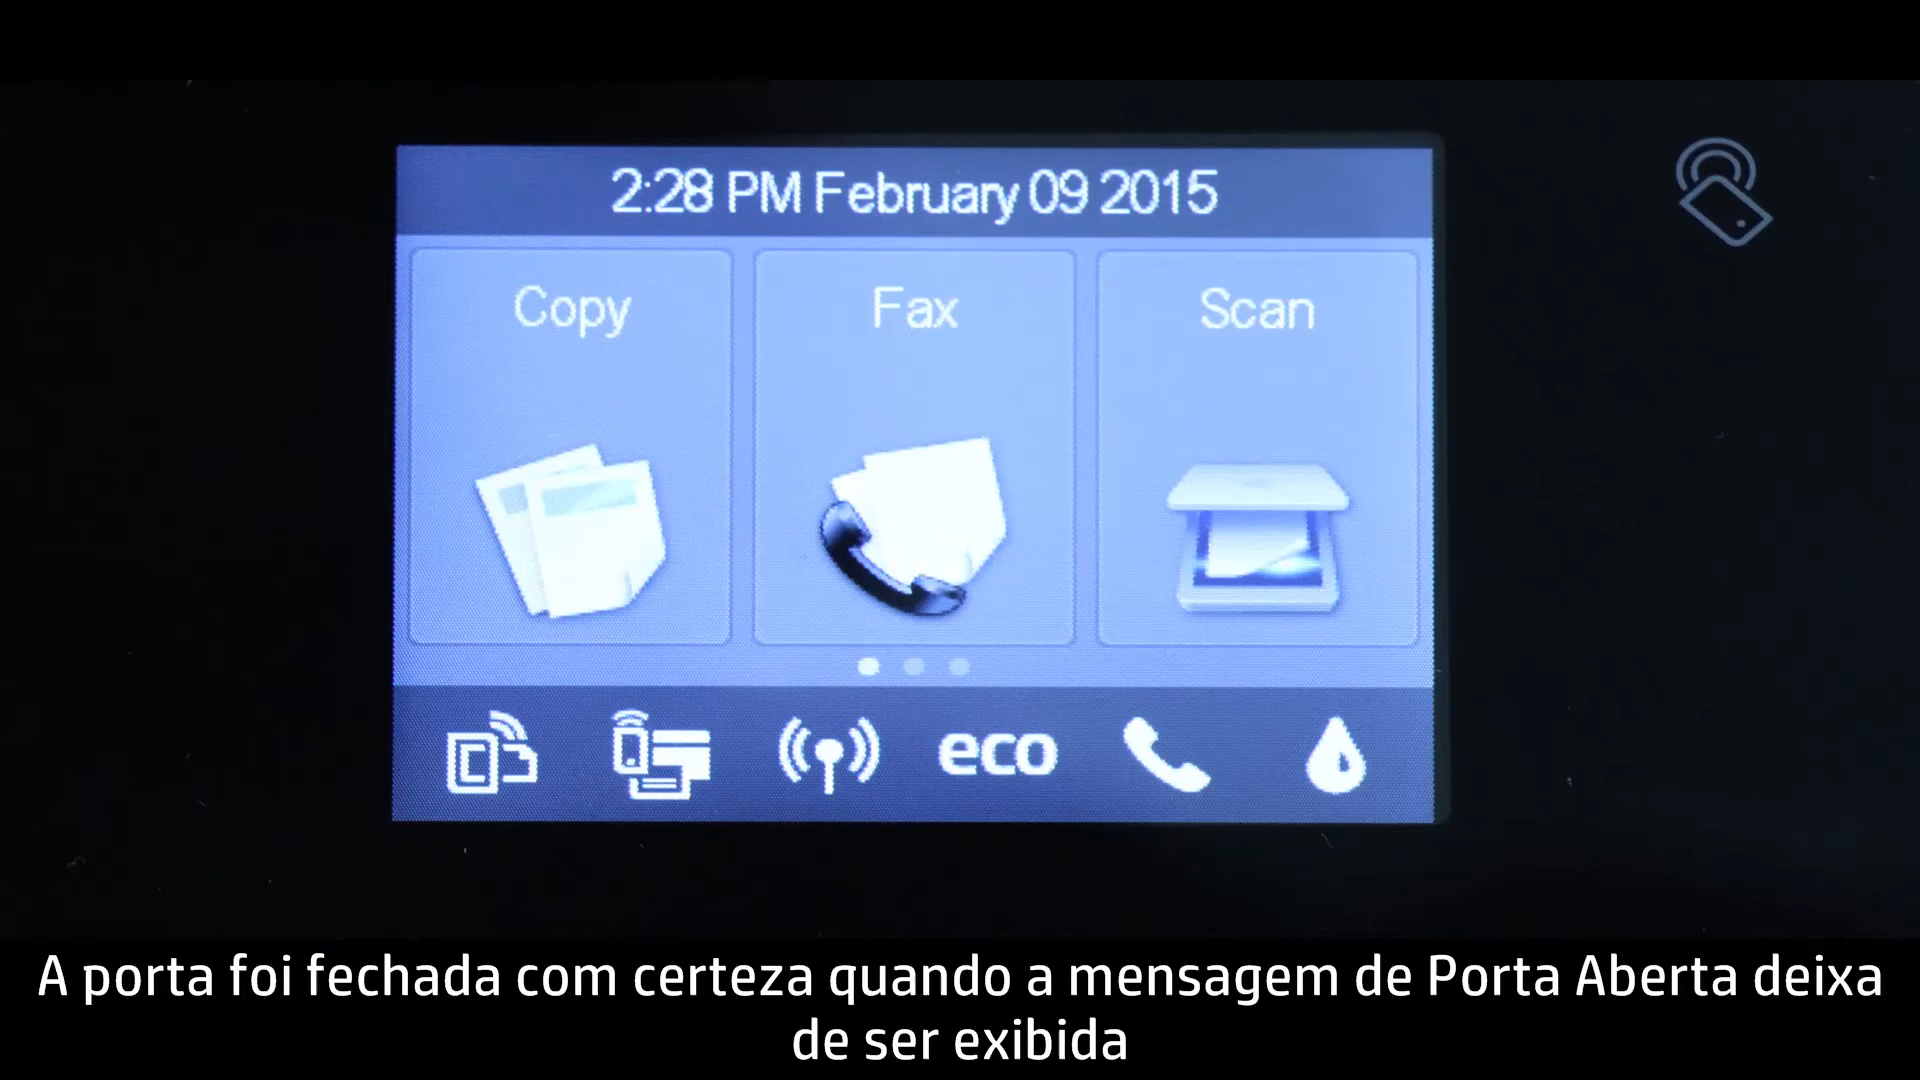 2:28 PM February 09 2015
Copy
Fax
Scan
eco
A porta foi fechada com certeza quando a mensagem de Porta Aberta deixa
de ser exibida